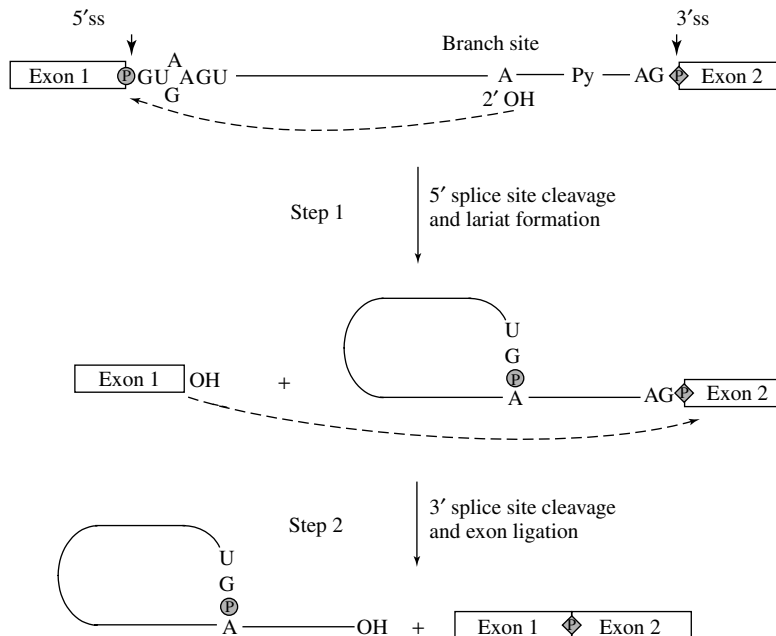 5′ss 3′ss
Branch site
Exon 1 P GU A/G AGU A Py AG P Exon 2
2′ OH
Step 1
5′ splice site cleavage
and lariat formation
U
G
P
Exon 1 OH + A AG P Exon 2
Step 2
3′ splice site cleavage
and exon ligation
U
G
P
A OH + Exon 1 P Exon 2